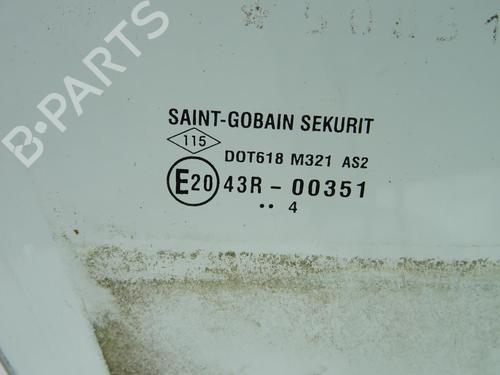 B-PARTS
SAINT-GOBAIN SEKURIT
115
DOT618 M321 AS2
E20 43R-00351
•• 4